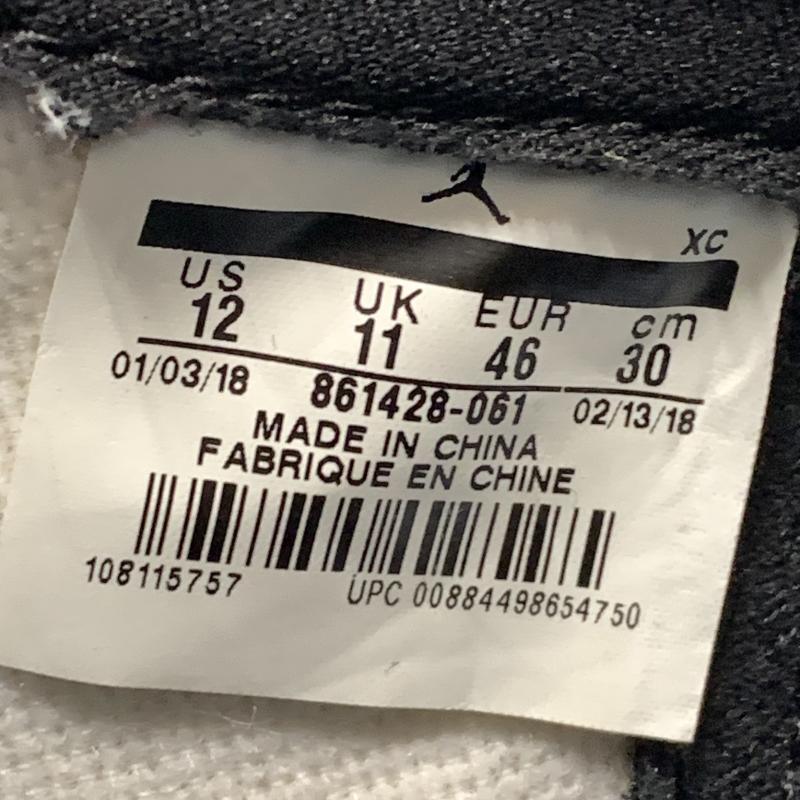 XC
US UK EUR cm
12 11 46 30
01/03/18 861428-061 02/13/18
MADE IN CHINA
FABRIQUE EN CHINE
108115757 UPC 00884498654750